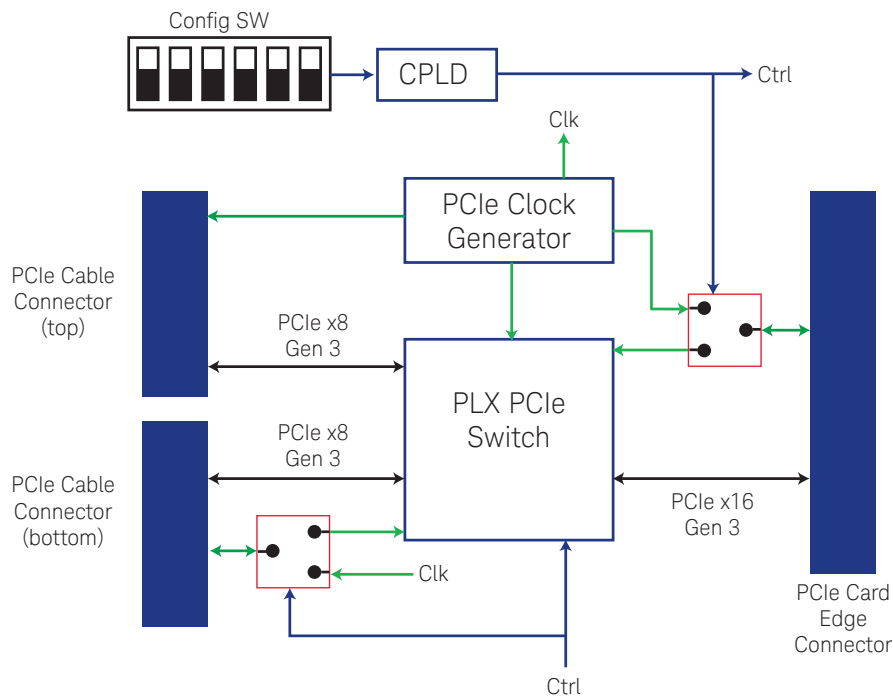 Config SW
CPLD
Ctrl
Clk
PCIe Clock
Generator
PCIe Cable
Connector
(top)
PCIe x8
Gen 3
PLX PCIe
Switch
PCIe x8
Gen 3
PCIe Cable
Connector
(bottom)
PCIe x16
Gen 3
Clk
PCIe Card
Edge
Connector
Ctrl